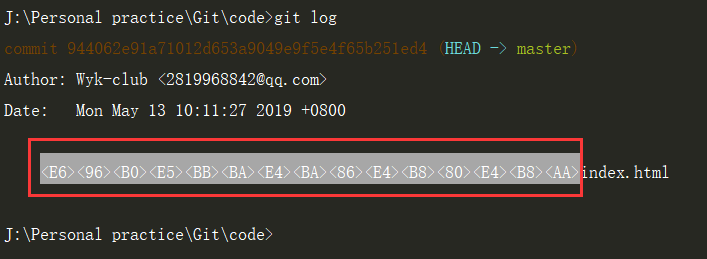 J:\Personal practice\Git\code>git log
commit 944062e91a71012d653a9049e9f5e4f65b251ed4 (HEAD -> master)
Author: Wyk-club <2819968842@qq.com>
Date:   Mon May 13 10:11:27 2019 +0800
<E6><96><B0><E5><BB><BA><E4><BA><86><E4><B8><80><E4><B8><AA>index.html
J:\Personal practice\Git\code>